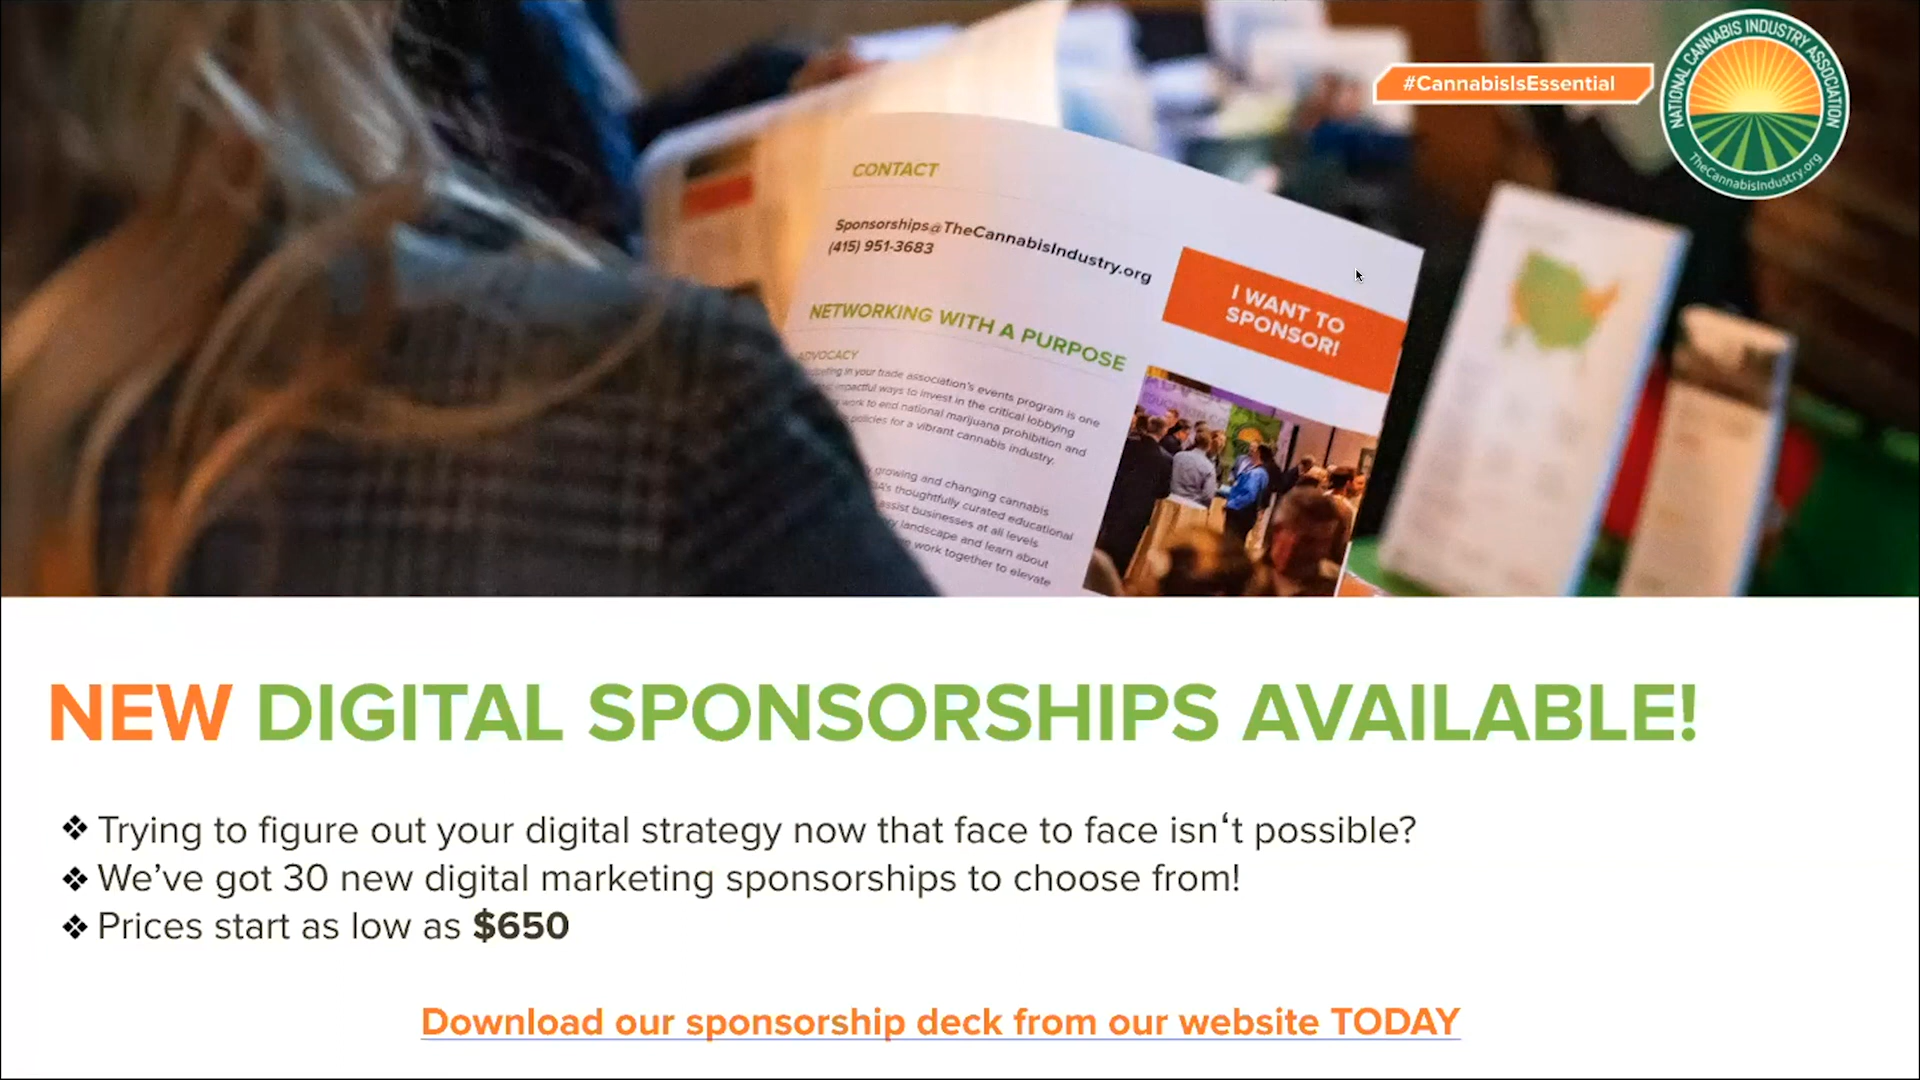 #CannabisIsEssential
NATIONAL CANNABIS INDUSTRY ASSOCIATION
TheCannabisIndustry.org
CONTACT
Sponsorships@TheCannabisIndustry.org
(415) 951-3683
I WANT TO
SPONSOR!
NETWORKING WITH A PURPOSE
ADVOCACY
in your trade association's events program is one
impactful ways to invest in the critical lobbying
work to end national marijuana prohibition and
policies for a vibrant cannabis industry.
growing and changing cannabis
thoughtfully curated educational
assist businesses at all levels
landscape and learn about
work together to elevate
NEW DIGITAL SPONSORSHIPS AVAILABLE!
❖ Trying to figure out your digital strategy now that face to face isn‘t possible?
❖ We’ve got 30 new digital marketing sponsorships to choose from!
❖ Prices start as low as $650
Download our sponsorship deck from our website TODAY